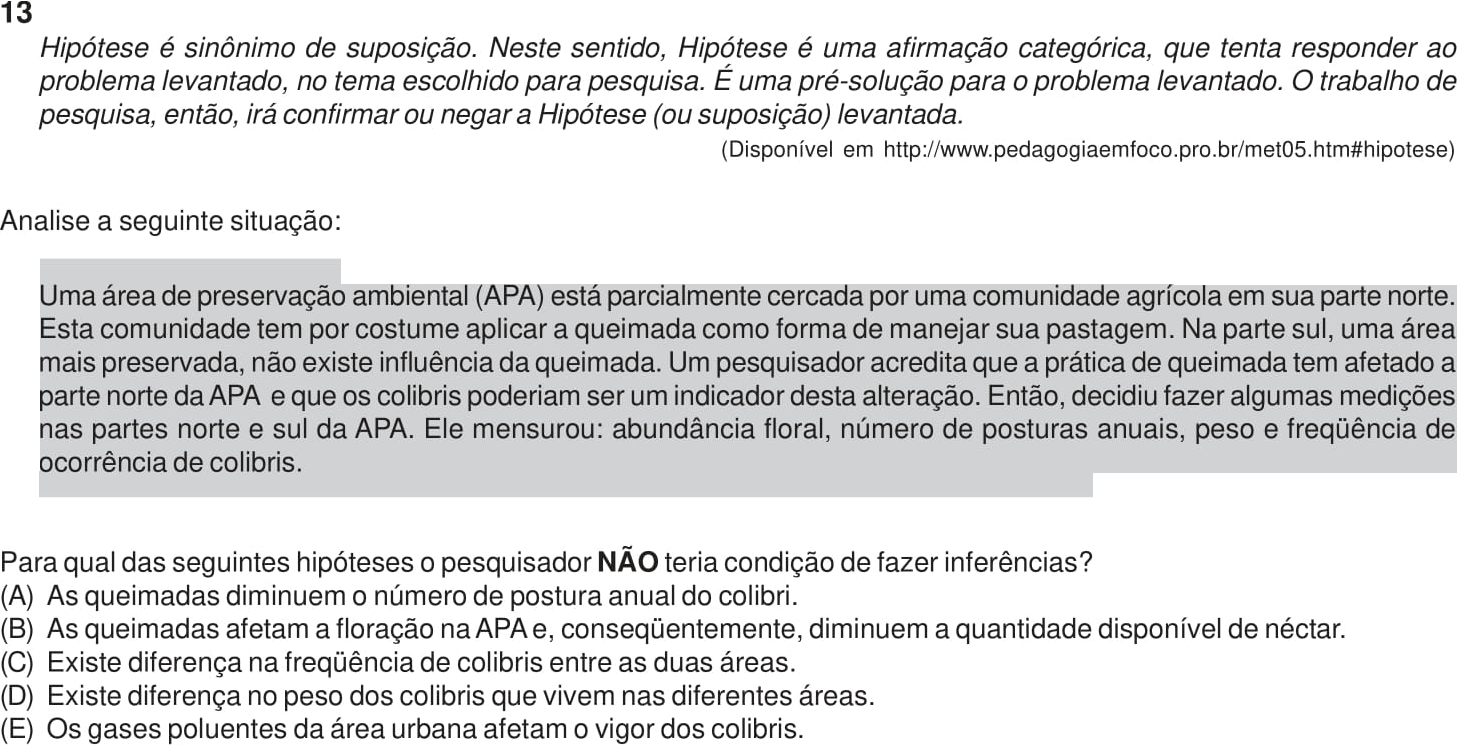 13
Hipótese é sinônimo de suposição. Neste sentido, Hipótese é uma afirmação categórica, que tenta responder ao
problema levantado, no tema escolhido para pesquisa. É uma pré-solução para o problema levantado. O trabalho de
pesquisa, então, irá confirmar ou negar a Hipótese (ou suposição) levantada.
(Disponível em http://www.pedagogiaemfoco.pro.br/met05.htm#hipotese)
Analise a seguinte situação:
Uma área de preservação ambiental (APA) está parcialmente cercada por uma comunidade agrícola em sua parte norte.
Esta comunidade tem por costume aplicar a queimada como forma de manejar sua pastagem. Na parte sul, uma área
mais preservada, não existe influência da queimada. Um pesquisador acredita que a prática de queimada tem afetado a
parte norte da APA e que os colibris poderiam ser um indicador desta alteração. Então, decidiu fazer algumas medições
nas partes norte e sul da APA. Ele mensurou: abundância floral, número de posturas anuais, peso e freqüência de
ocorrência de colibris.
Para qual das seguintes hipóteses o pesquisador NÃO teria condição de fazer inferências?
(A) As queimadas diminuem o número de postura anual do colibri.
(B) As queimadas afetam a floração na APA e, conseqüentemente, diminuem a quantidade disponível de néctar.
(C) Existe diferença na freqüência de colibris entre as duas áreas.
(D) Existe diferença no peso dos colibris que vivem nas diferentes áreas.
(E) Os gases poluentes da área urbana afetam o vigor dos colibris.